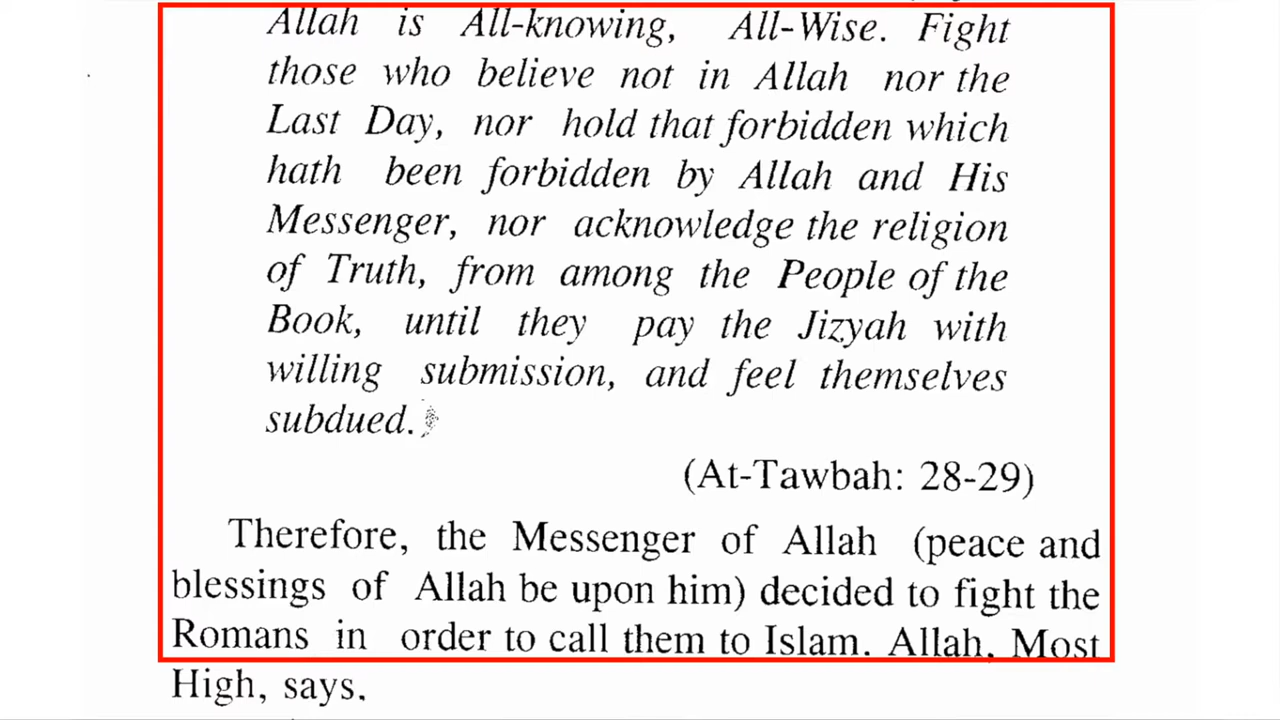 Allah is All-knowing, All-Wise. Fight
those who believe not in Allah nor the
Last Day, nor hold that forbidden which
hath been forbidden by Allah and His
Messenger, nor acknowledge the religion
of Truth, from among the People of the
Book, until they pay the Jizyah with
willing submission, and feel themselves
subdued.
(At-Tawbah: 28-29)
Therefore, the Messenger of Allah (peace and
blessings of Allah be upon him) decided to fight the
Romans in order to call them to Islam. Allah, Most
High, says,